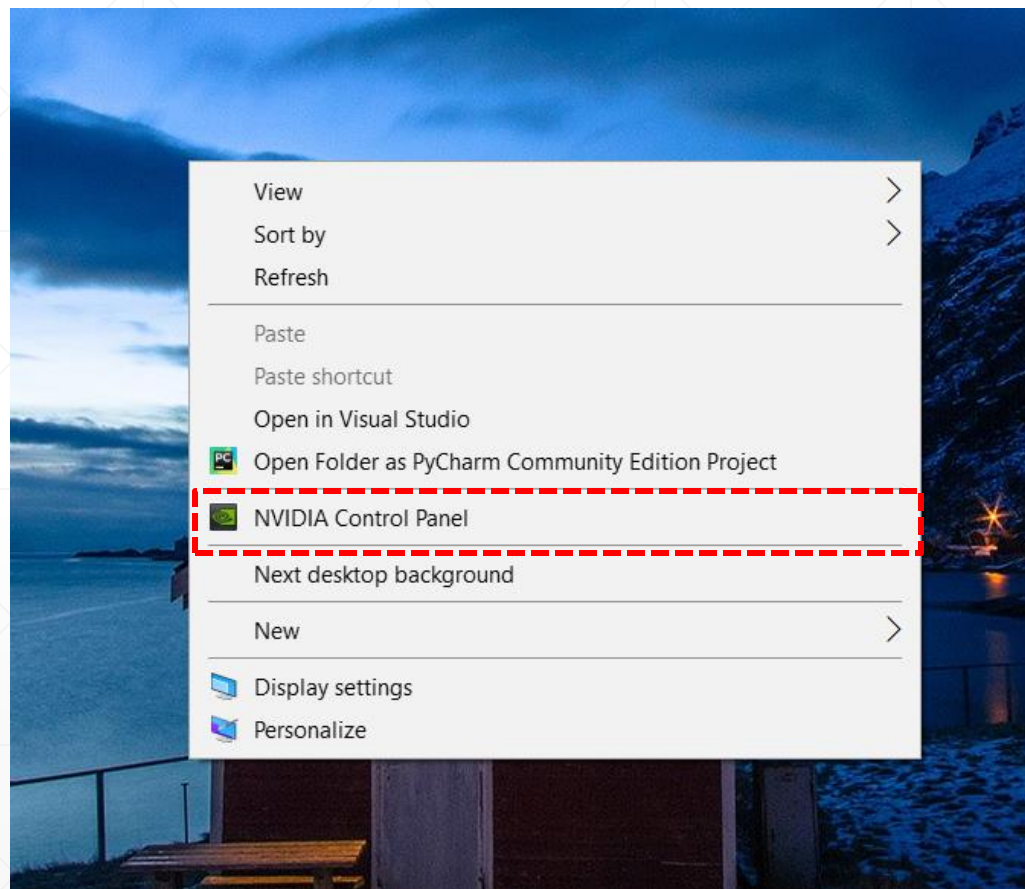 View
Sort by
Refresh
Paste
Paste shortcut
Open in Visual Studio
PC
Open Folder as PyCharm Community Edition Project
NVIDIA Control Panel
Next desktop background
New
Display settings
Personalize